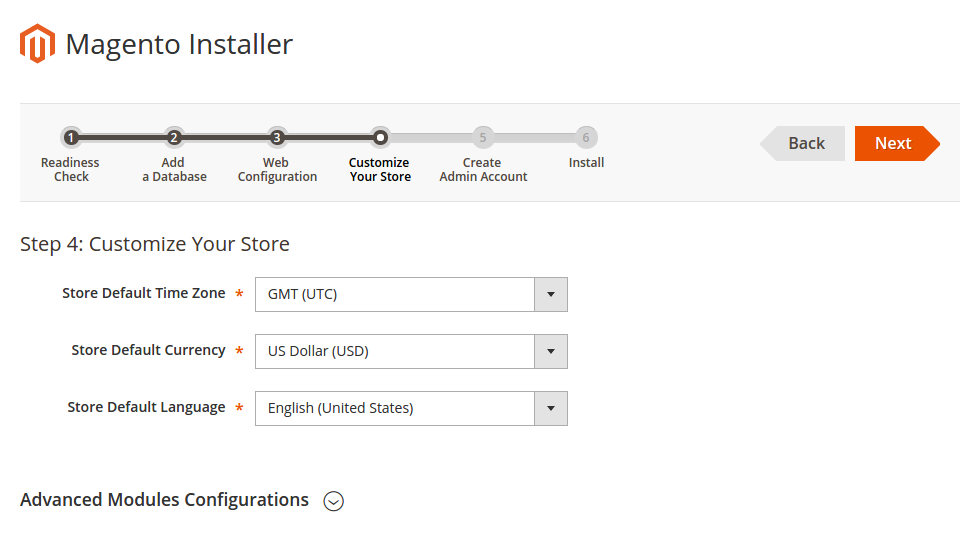 Magento Installer
1 2 3 5 6
Readiness Check
Add a Database
Web Configuration
Customize Your Store
Create Admin Account
Install
Back
Next
Step 4: Customize Your Store
Store Default Time Zone * GMT (UTC)
Store Default Currency * US Dollar (USD)
Store Default Language * English (United States)
Advanced Modules Configurations